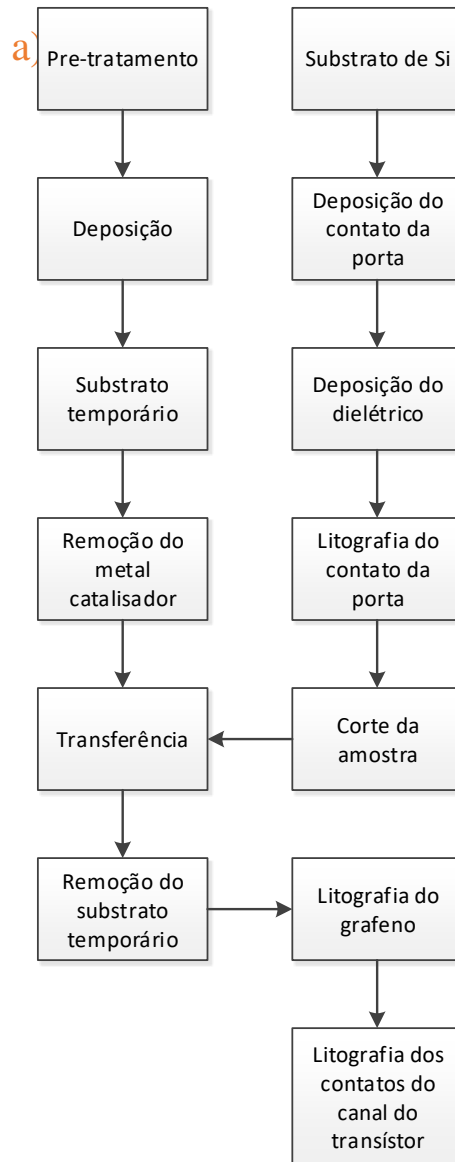 a)
Pre-tratamento
Substrato de Si
Deposição
Deposição do
contato da
porta
Substrato
temporário
Deposição do
dielétrico
Remoção do
metal
catalisador
Litografia do
contato da
porta
Transferência
Corte da
amostra
Remoção do
substrato
temporário
Litografia do
grafeno
Litografia dos
contatos do
canal do
transístor